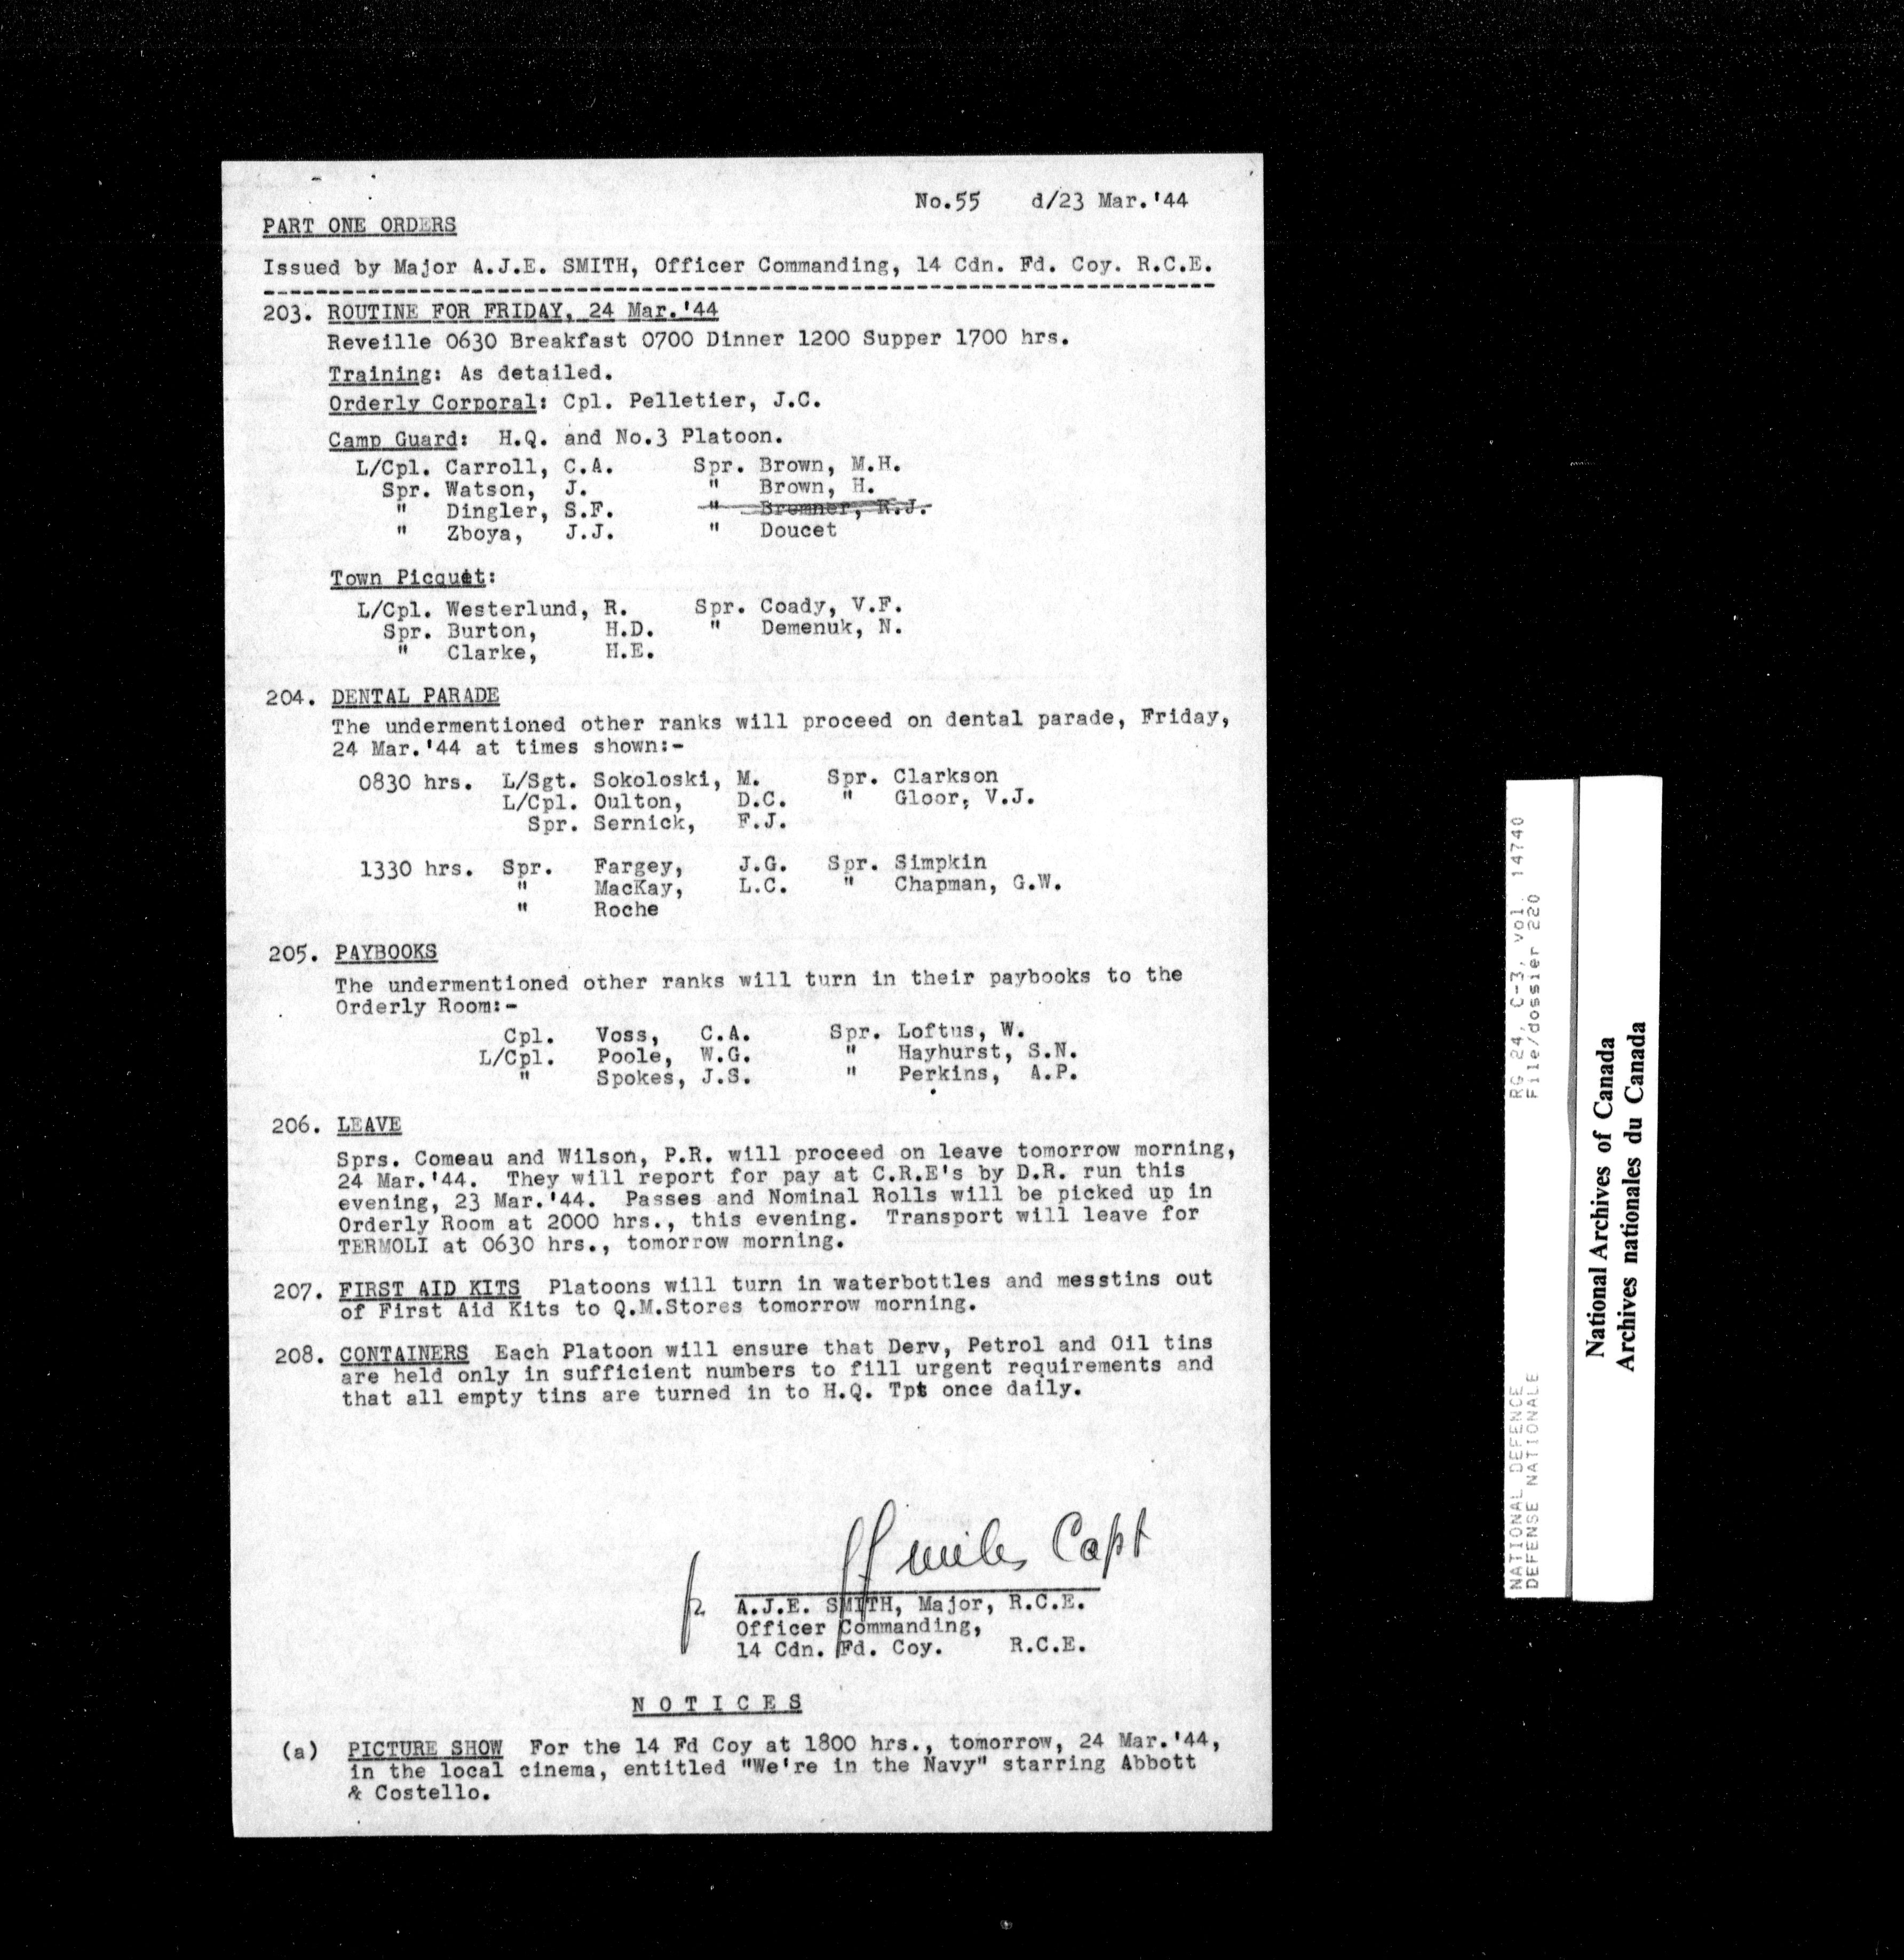 No.55 d/23 Mar.'44
PART ONE ORDERS
Issued by Major A.J.E. SMITH, Officer Commanding, 14 Cdn. Fd. Coy. R.C.E.
203. ROUTINE FOR FRIDAY, 24 Mar.'44
Reveille 0630 Breakfast 0700 Dinner 1200 Supper 1700 hrs.
Training: As detailed.
Orderly Corporal: Cpl. Pelletier, J.C.
Camp Guard: H.Q. and No.3 Platoon.
L/Cpl. Carroll, C.A. Spr. Brown, M.H.
Spr. Watson, J. " Brown, H.
" Dingler, S.F. " Bremner, R.J.
" Zboya, J.J. " Doucet
Town Picquet:
L/Cpl. Westerlund, R. Spr. Coady, V.F.
Spr. Burton, H.D. " Demenuk, N.
" Clarke, H.E.
204. DENTAL PARADE
The undermentioned other ranks will proceed on dental parade, Friday,
24 Mar.'44 at times shown:-
0830 hrs. L/Sgt. Sokoloski, M. Spr. Clarkson
L/Cpl. Oulton, D.C. " Gloor, V.J.
Spr. Sernick, F.J.
1330 hrs. Spr. Fargey, J.G. Spr. Simpkin
" MacKay, L.C. " Chapman, G.W.
" Roche
205. PAYBOOKS
The undermentioned other ranks will turn in their paybooks to the
Orderly Room:-
Cpl. Voss, C.A. Spr. Loftus, W.
L/Cpl. Poole, W.G. " Hayhurst, S.N.
" Spokes, J.S. " Perkins, A.P.
206. LEAVE
Sprs. Comeau and Wilson, P.R. will proceed on leave tomorrow morning,
24 Mar.'44. They will report for pay at C.R.E's by D.R. run this
evening, 23 Mar.'44. Passes and Nominal Rolls will be picked up in
Orderly Room at 2000 hrs., this evening. Transport will leave for
TERMOLI at 0630 hrs., tomorrow morning.
207. FIRST AID KITS Platoons will turn in waterbottles and messtins out
of First Aid Kits to Q.M.Stores tomorrow morning.
208. CONTAINERS Each Platoon will ensure that Derv, Petrol and Oil tins
are held only in sufficient numbers to fill urgent requirements and
that all empty tins are turned in to H.Q. Tpt once daily.
Capt
A.J.E. SMITH, Major, R.C.E.
Officer Commanding,
14 Cdn. Fd. Coy. R.C.E.
NOTICES
(a) PICTURE SHOW For the 14 Fd Coy at 1800 hrs., tomorrow, 24 Mar.'44,
in the local cinema, entitled "We're in the Navy" starring Abbott
& Costello.
NATIONAL DEFENCE RG 24, C-3, vol. 14740
DEFENSE NATIONALE File/dossier 220
National Archives of Canada
Archives nationales du Canada